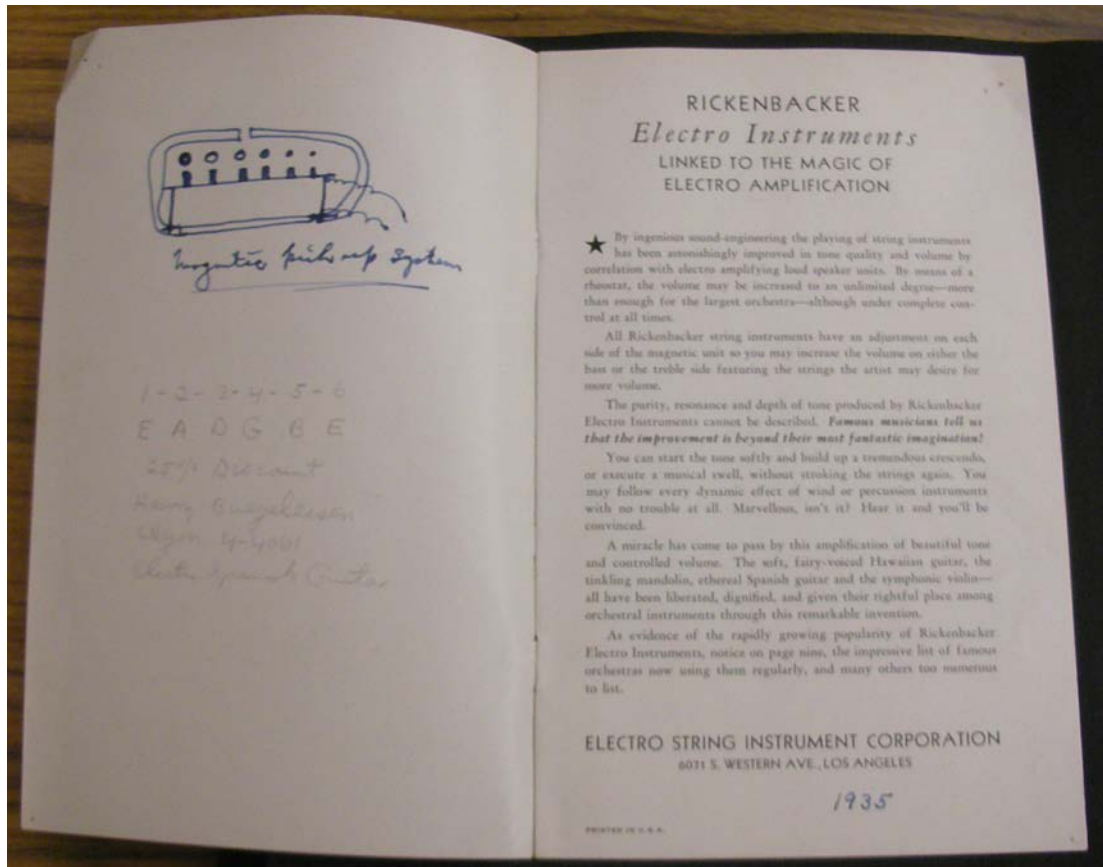 magnetic pick up system
1-2-3-4-5-6
E A D G B E
25% Discount
Harry
4-4001
Electro Spanish Guitar
RICKENBACKER
Electro Instruments
LINKED TO THE MAGIC OF
ELECTRO AMPLIFICATION
★ By ingenious sound-engineering the playing of string instruments
has been astonishingly improved in tone quality and volume by
correlation with electro amplifying loud speaker units. By means of a
rheostat, the volume may be increased to an unlimited degree—more
than enough for the largest orchestra—although under complete con-
trol at all times.
All Rickenbacker string instruments have an adjustment on each
side of the magnetic unit so you may increase the volume on either the
bass or the treble side featuring the strings the artist may desire for
more volume.
The purity, resonance and depth of tone produced by Rickenbacker
Electro Instruments cannot be described. Famous musicians tell us
that the improvement is beyond their most fantastic imagination!
You can start the tone softly and build up a tremendous crescendo,
or execute a musical swell, without stroking the strings again. You
may follow every dynamic effect of wind or percussion instruments
with no trouble at all. Marvellous, isn't it? Hear it and you'll be
convinced.
A miracle has come to pass by this amplification of beautiful tone
and controlled volume. The soft, fairy-voiced Hawaiian guitar, the
tinkling mandolin, ethereal Spanish guitar and the symphonic violin—
all have been liberated, dignified, and given their rightful place among
orchestral instruments through this remarkable invention.
As evidence of the rapidly growing popularity of Rickenbacker
Electro Instruments, notice on page nine, the impressive list of famous
orchestras now using them regularly, and many others too numerous
to list.
ELECTRO STRING INSTRUMENT CORPORATION
6071 S. WESTERN AVE., LOS ANGELES
1935
PRINTED IN U.S.A.